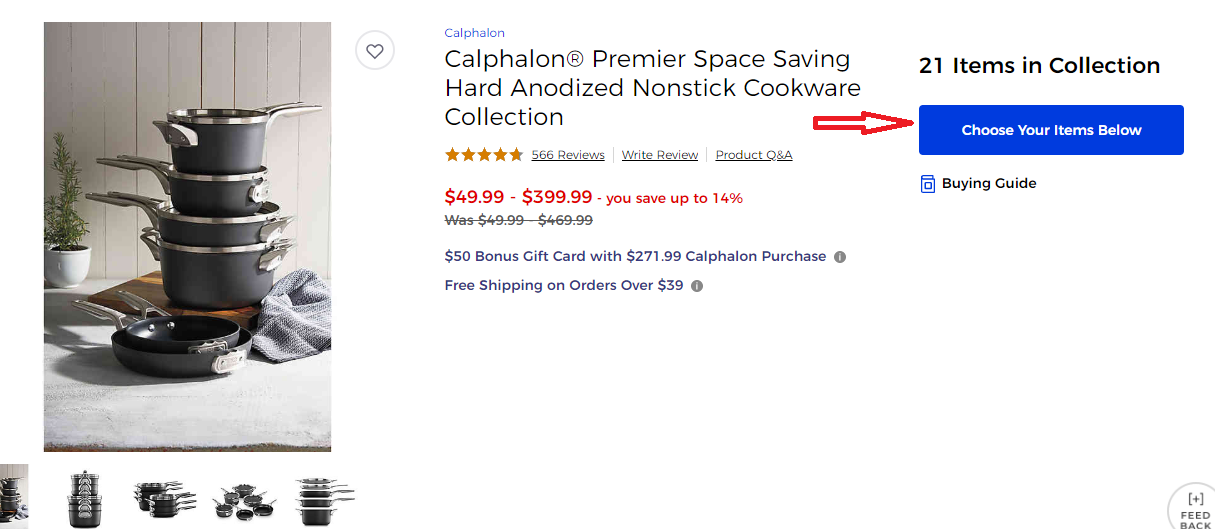 Calphalon
Calphalon® Premier Space Saving
Hard Anodized Nonstick Cookware
Collection
566 Reviews
Write Review
Product Q&A
$49.99 - $399.99 - you save up to 14%
Was $49.99 - $469.99
$50 Bonus Gift Card with $271.99 Calphalon Purchase
Free Shipping on Orders Over $39
21 Items in Collection
Choose Your Items Below
Buying Guide
[+]
FEED
BACK